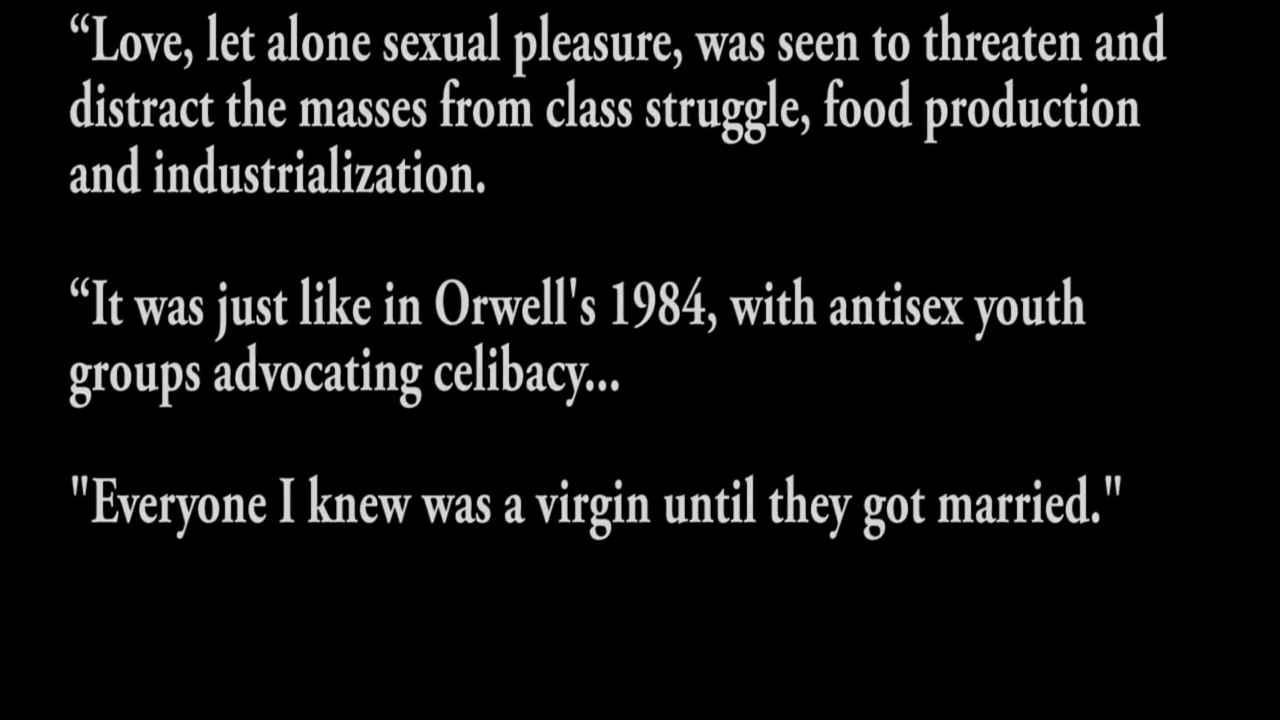 “Love, let alone sexual pleasure, was seen to threaten and
distract the masses from class struggle, food production
and industrialization.
“It was just like in Orwell's 1984, with antisex youth
groups advocating celibacy...
"Everyone I knew was a virgin until they got married."